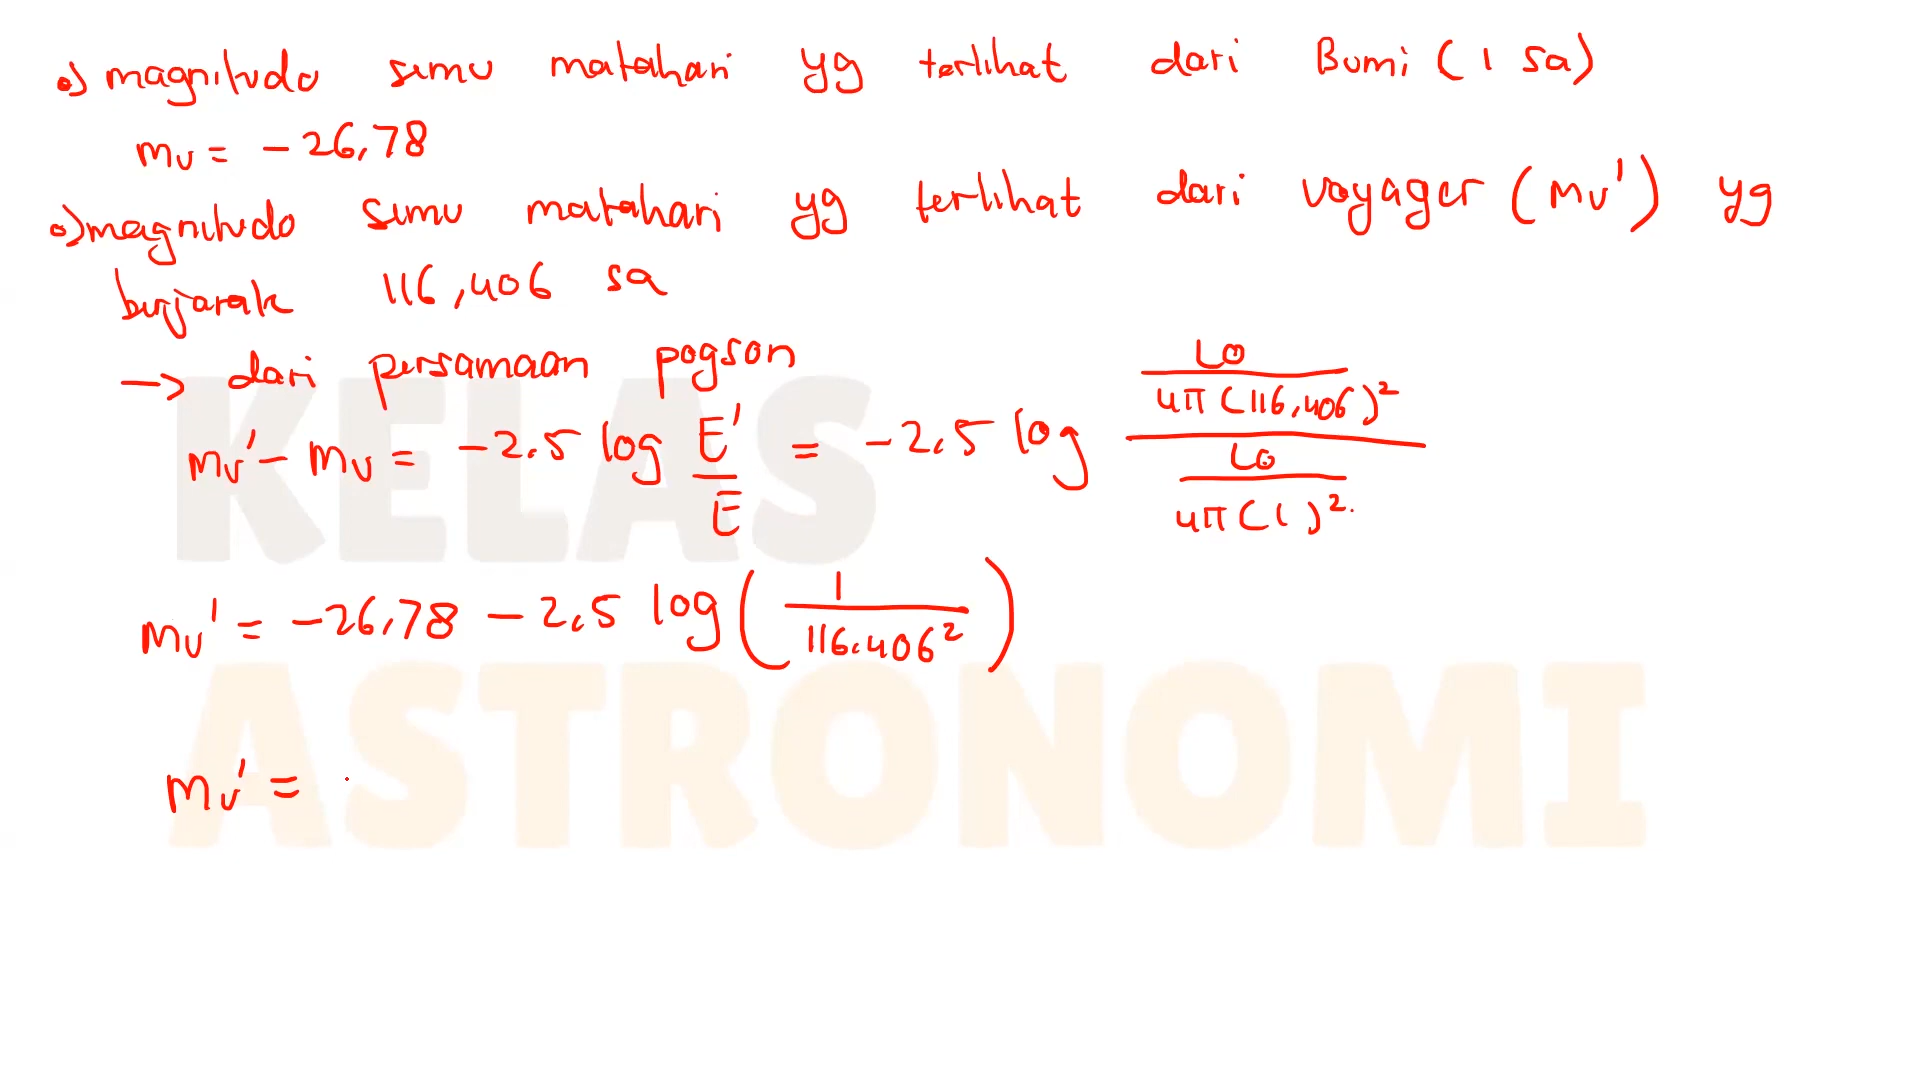 •) magnitudo semu matahari yg terlihat dari Bumi (1 sa)
mv = -26,78
•) magnitudo semu matahari yg terlihat dari voyager (mv') yg
berjarak 116,406 sa
→ dari persamaan pogson
mv' - mv = -2.5 log E'/E = -2.5 log (L⊙/(4π(116,406)²))/(L⊙/(4π(1)²))
mv' = -26,78 - 2.5 log (1/116.406²)
mv' =
KELAS
ASTRONOMI